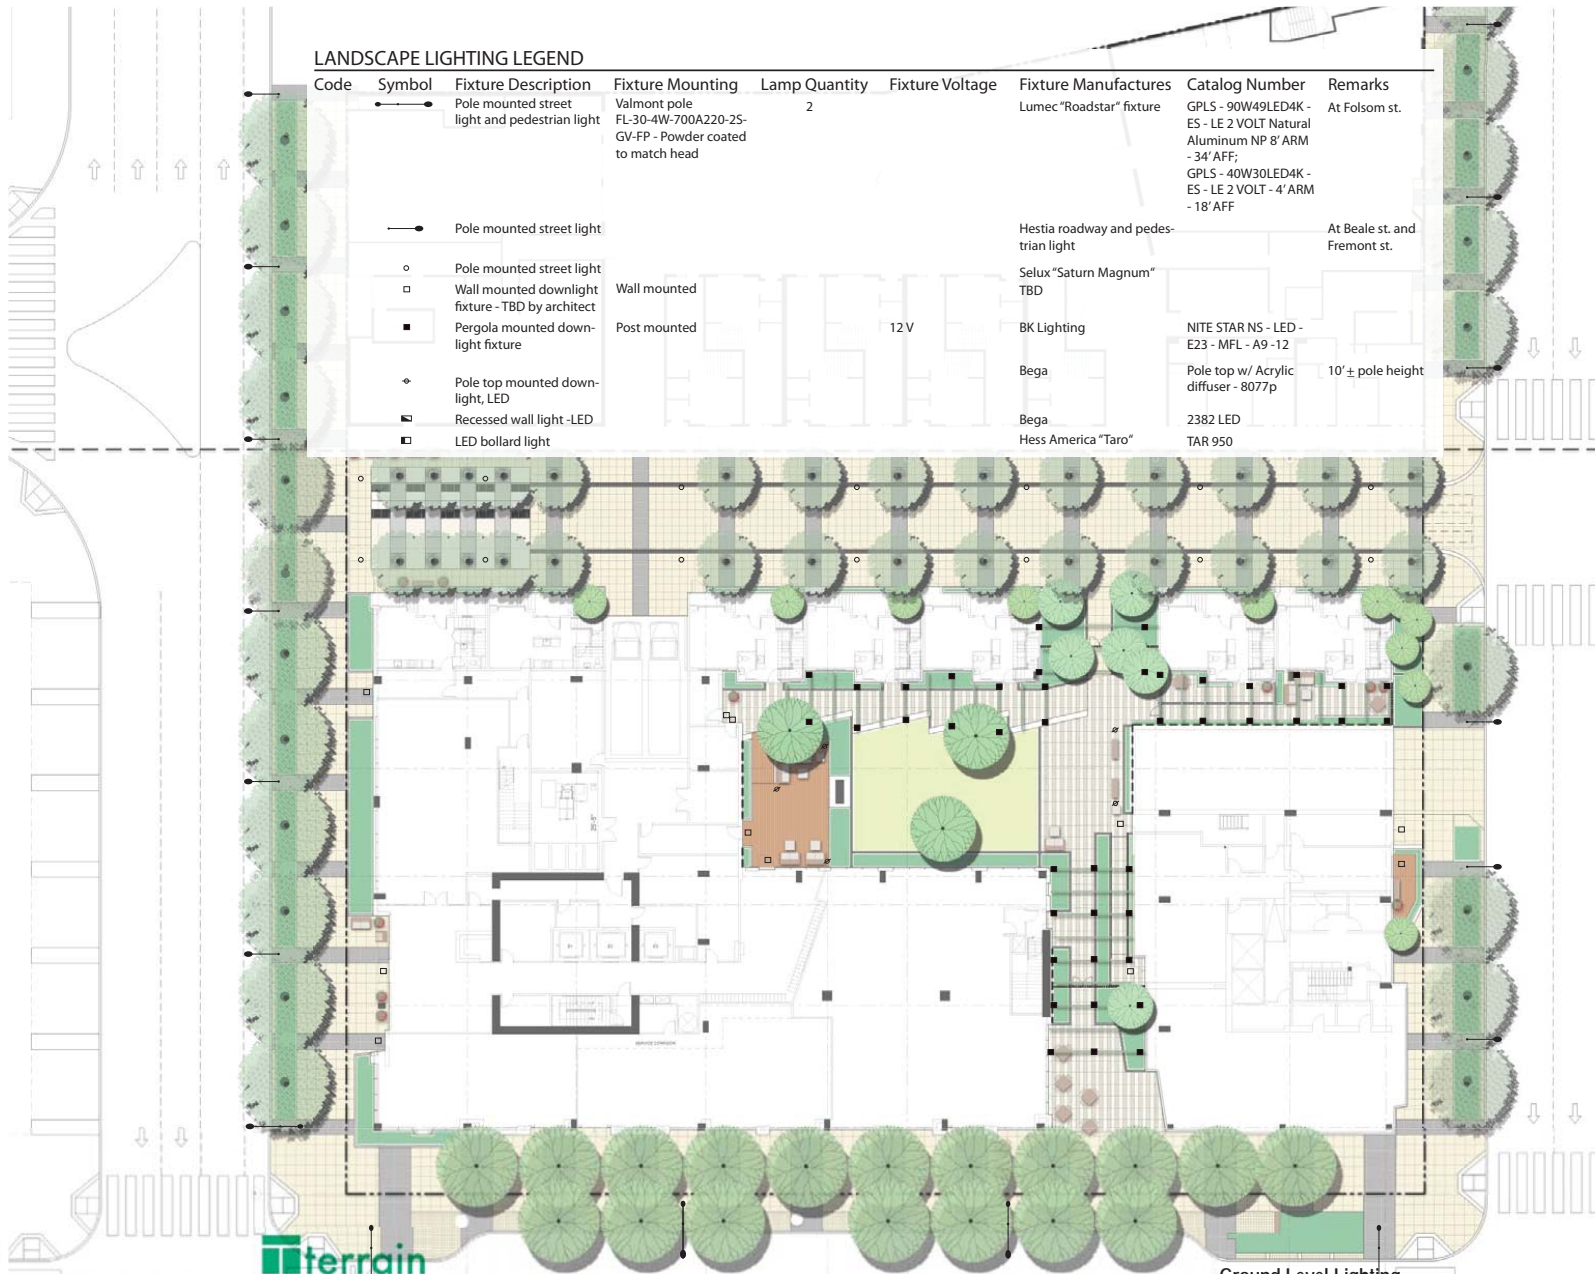 LANDSCAPE LIGHTING LEGEND
Code Symbol Fixture Description Fixture Mounting Lamp Quantity Fixture Voltage Fixture Manufactures Catalog Number Remarks
Pole mounted street
light and pedestrian light
Valmont pole
FL-30-4W-700A220-2S-
GV-FP - Powder coated
to match head
2
Lumec "Roadstar" fixture
GPLS - 90W49LED4K -
ES - LE 2 VOLT Natural
Aluminum NP 8' ARM
- 34' AFF;
GPLS - 40W30LED4K -
ES - LE 2 VOLT - 4' ARM
- 18' AFF
At Folsom st.
Pole mounted street light
Hestia roadway and pedes-
trian light
At Beale st. and
Fremont st.
Pole mounted street light
Selux "Saturn Magnum"
Wall mounted downlight
fixture - TBD by architect
Wall mounted
TBD
Pergola mounted down-
light fixture
Post mounted
12 V
BK Lighting
NITE STAR NS - LED -
E23 - MFL - A9 -12
Pole top mounted down-
light, LED
Bega
Pole top w/ Acrylic
diffuser - 8077p
10' ± pole height
Recessed wall light -LED
Bega
2382 LED
LED bollard light
Hess America "Taro"
TAR 950
25'-5"
terrain
Ground Level Lighting